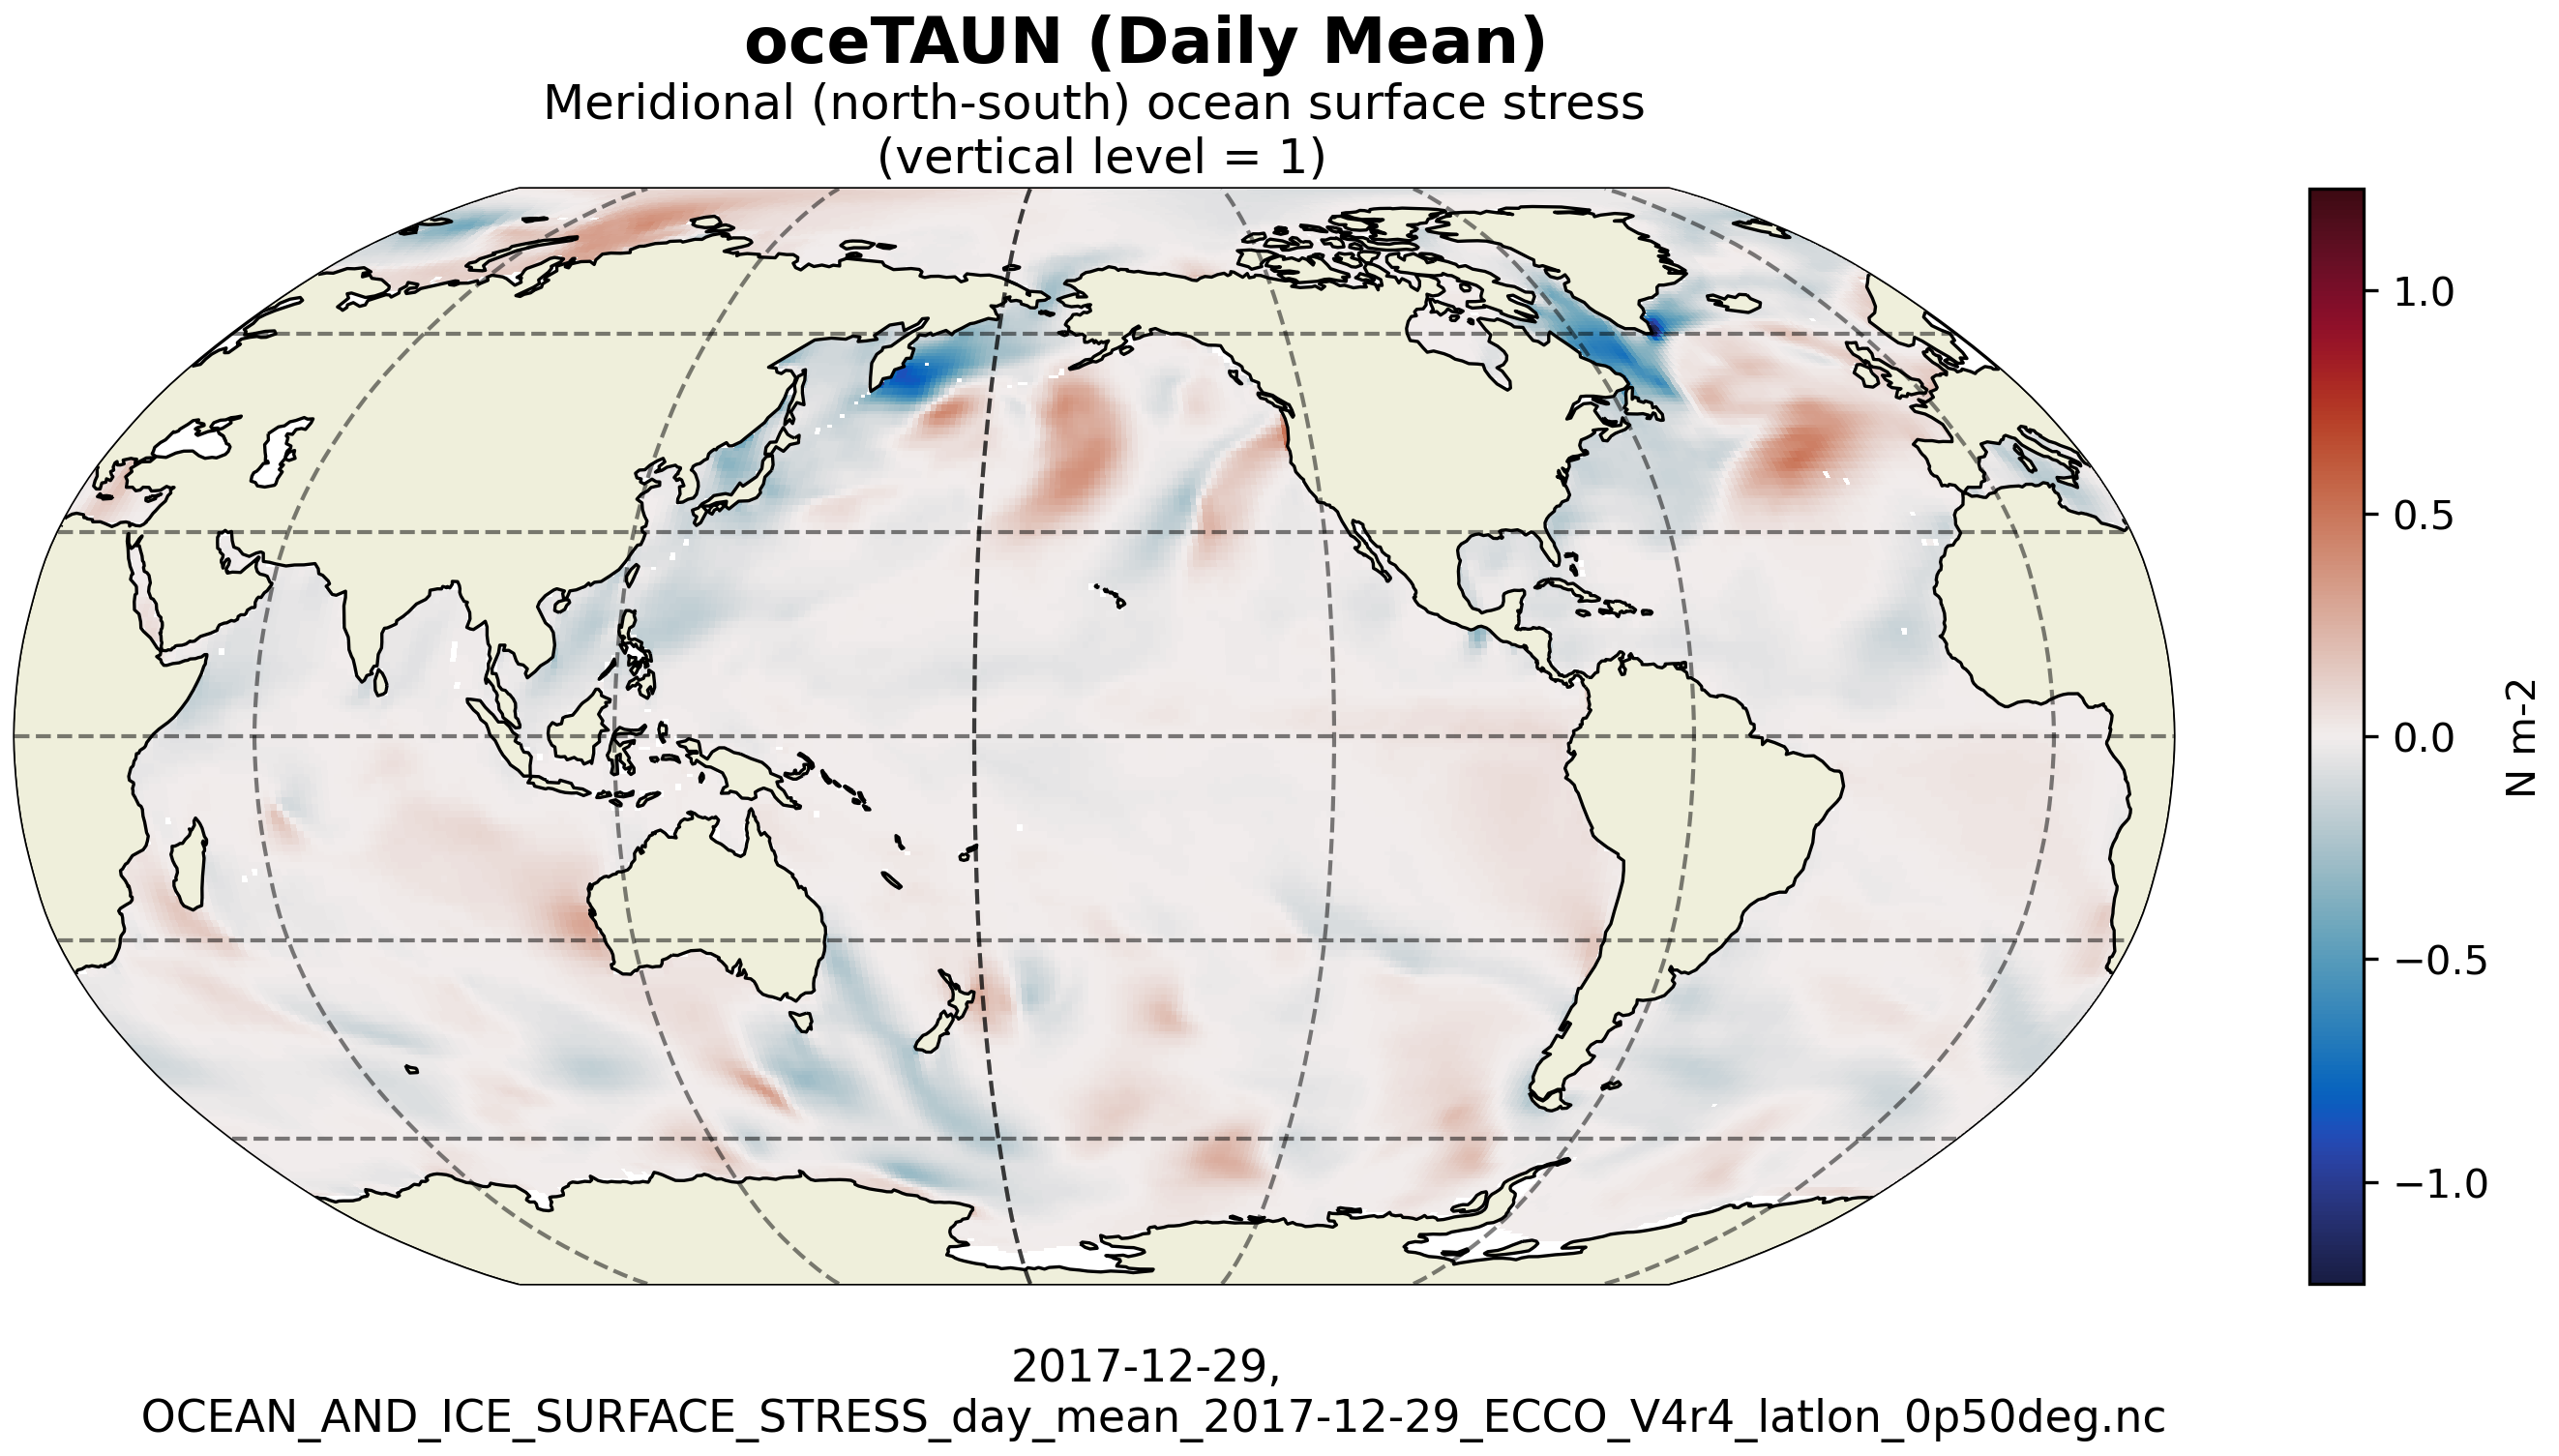 oceTAUN (Daily Mean)
Meridional (north-south) ocean surface stress
(vertical level = 1)
1.0
0.5
0.0
−0.5
−1.0
N m-2
2017-12-29,
OCEAN_AND_ICE_SURFACE_STRESS_day_mean_2017-12-29_ECCO_V4r4_latlon_0p50deg.nc